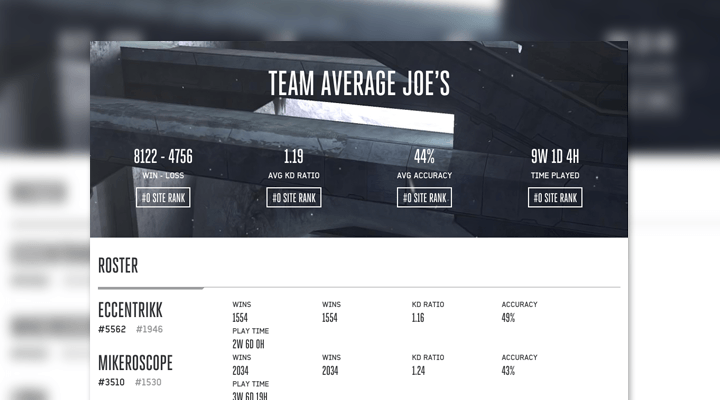 TEAM AVERAGE JOE'S
8122 - 4756 1.19 44% 9W 1D 4H
WIN - LOSS AVG KD RATIO AVG ACCURACY TIME PLAYED
#0 SITE RANK #0 SITE RANK #0 SITE RANK #0 SITE RANK
ROSTER
ECCENTRIKK
#5562 #1946
WINS WINS KD RATIO ACCURACY
1554 1554 1.16 49%
PLAY TIME
2W 6D 0H
MIKEROSCOPE
#3510 #1530
WINS WINS KD RATIO ACCURACY
2034 2034 1.24 43%
PLAY TIME
3W 6D 19H